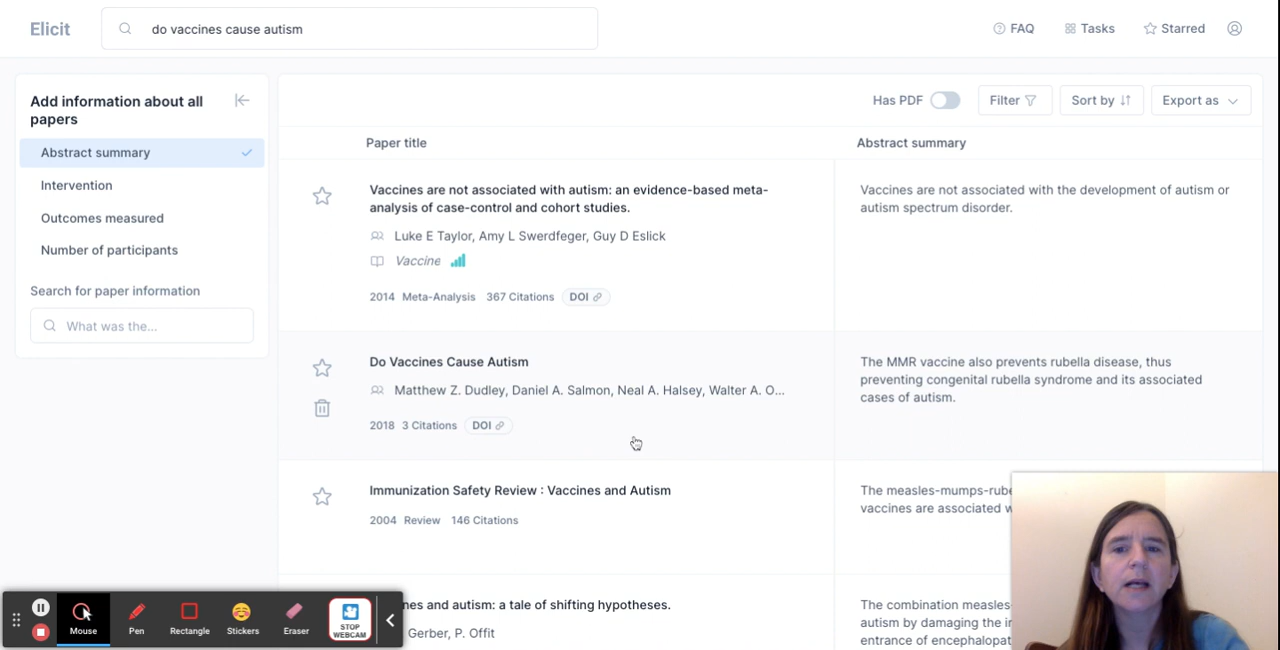 Elicit
do vaccines cause autism
FAQ
Tasks
Starred
Add information about all
papers
Abstract summary
Intervention
Outcomes measured
Number of participants
Search for paper information
What was the...
Has PDF
Filter
Sort by
Export as
Paper title
Abstract summary
Vaccines are not associated with autism: an evidence-based meta-
analysis of case-control and cohort studies.
Luke E Taylor, Amy L Swerdfeger, Guy D Eslick
Vaccine
2014 Meta-Analysis 367 Citations DOI
Vaccines are not associated with the development of autism or
autism spectrum disorder.
Do Vaccines Cause Autism
Matthew Z. Dudley, Daniel A. Salmon, Neal A. Halsey, Walter A. O...
2018 3 Citations DOI
The MMR vaccine also prevents rubella disease, thus
preventing congenital rubella syndrome and its associated
cases of autism.
Immunization Safety Review : Vaccines and Autism
2004 Review 146 Citations
The measles-mumps-rube
vaccines are associated w
nes and autism: a tale of shifting hypotheses.
Gerber, P. Offit
The combination measles-
autism by damaging the in
entrance of encephalopat
Mouse
Pen
Rectangle
Stickers
Eraser
STOP
WEBCAM